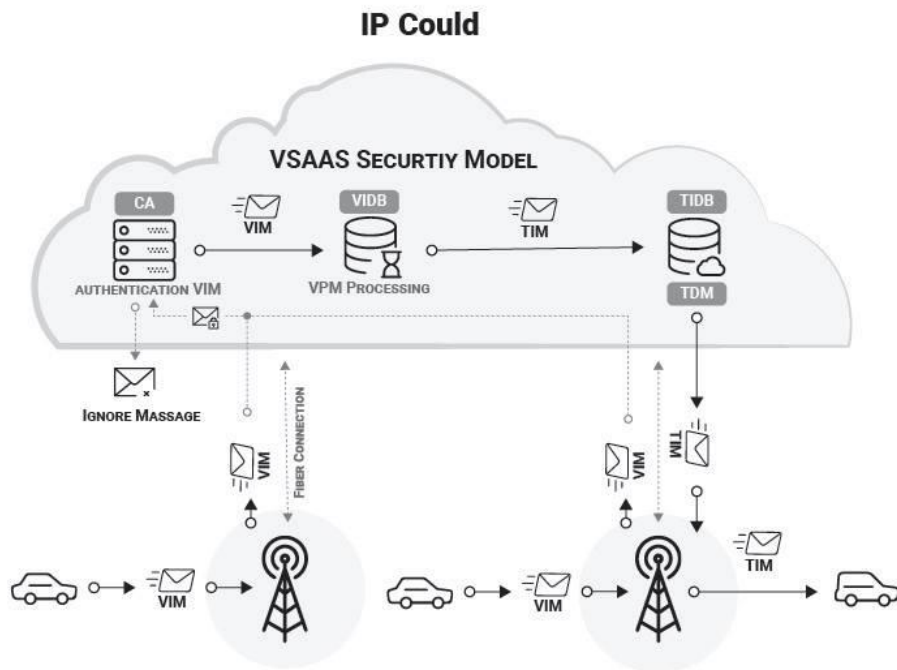 IP Could
VSAAS SECURTIY MODEL
CA
VIM
VIDB
TIM
TIDB
AUTHENTICATION VIM
VPM PROCESSING
TDM
IGNORE MASSAGE
VIM
FIBER CONNECTION
VIM
TIM
VIM
VIM
TIM